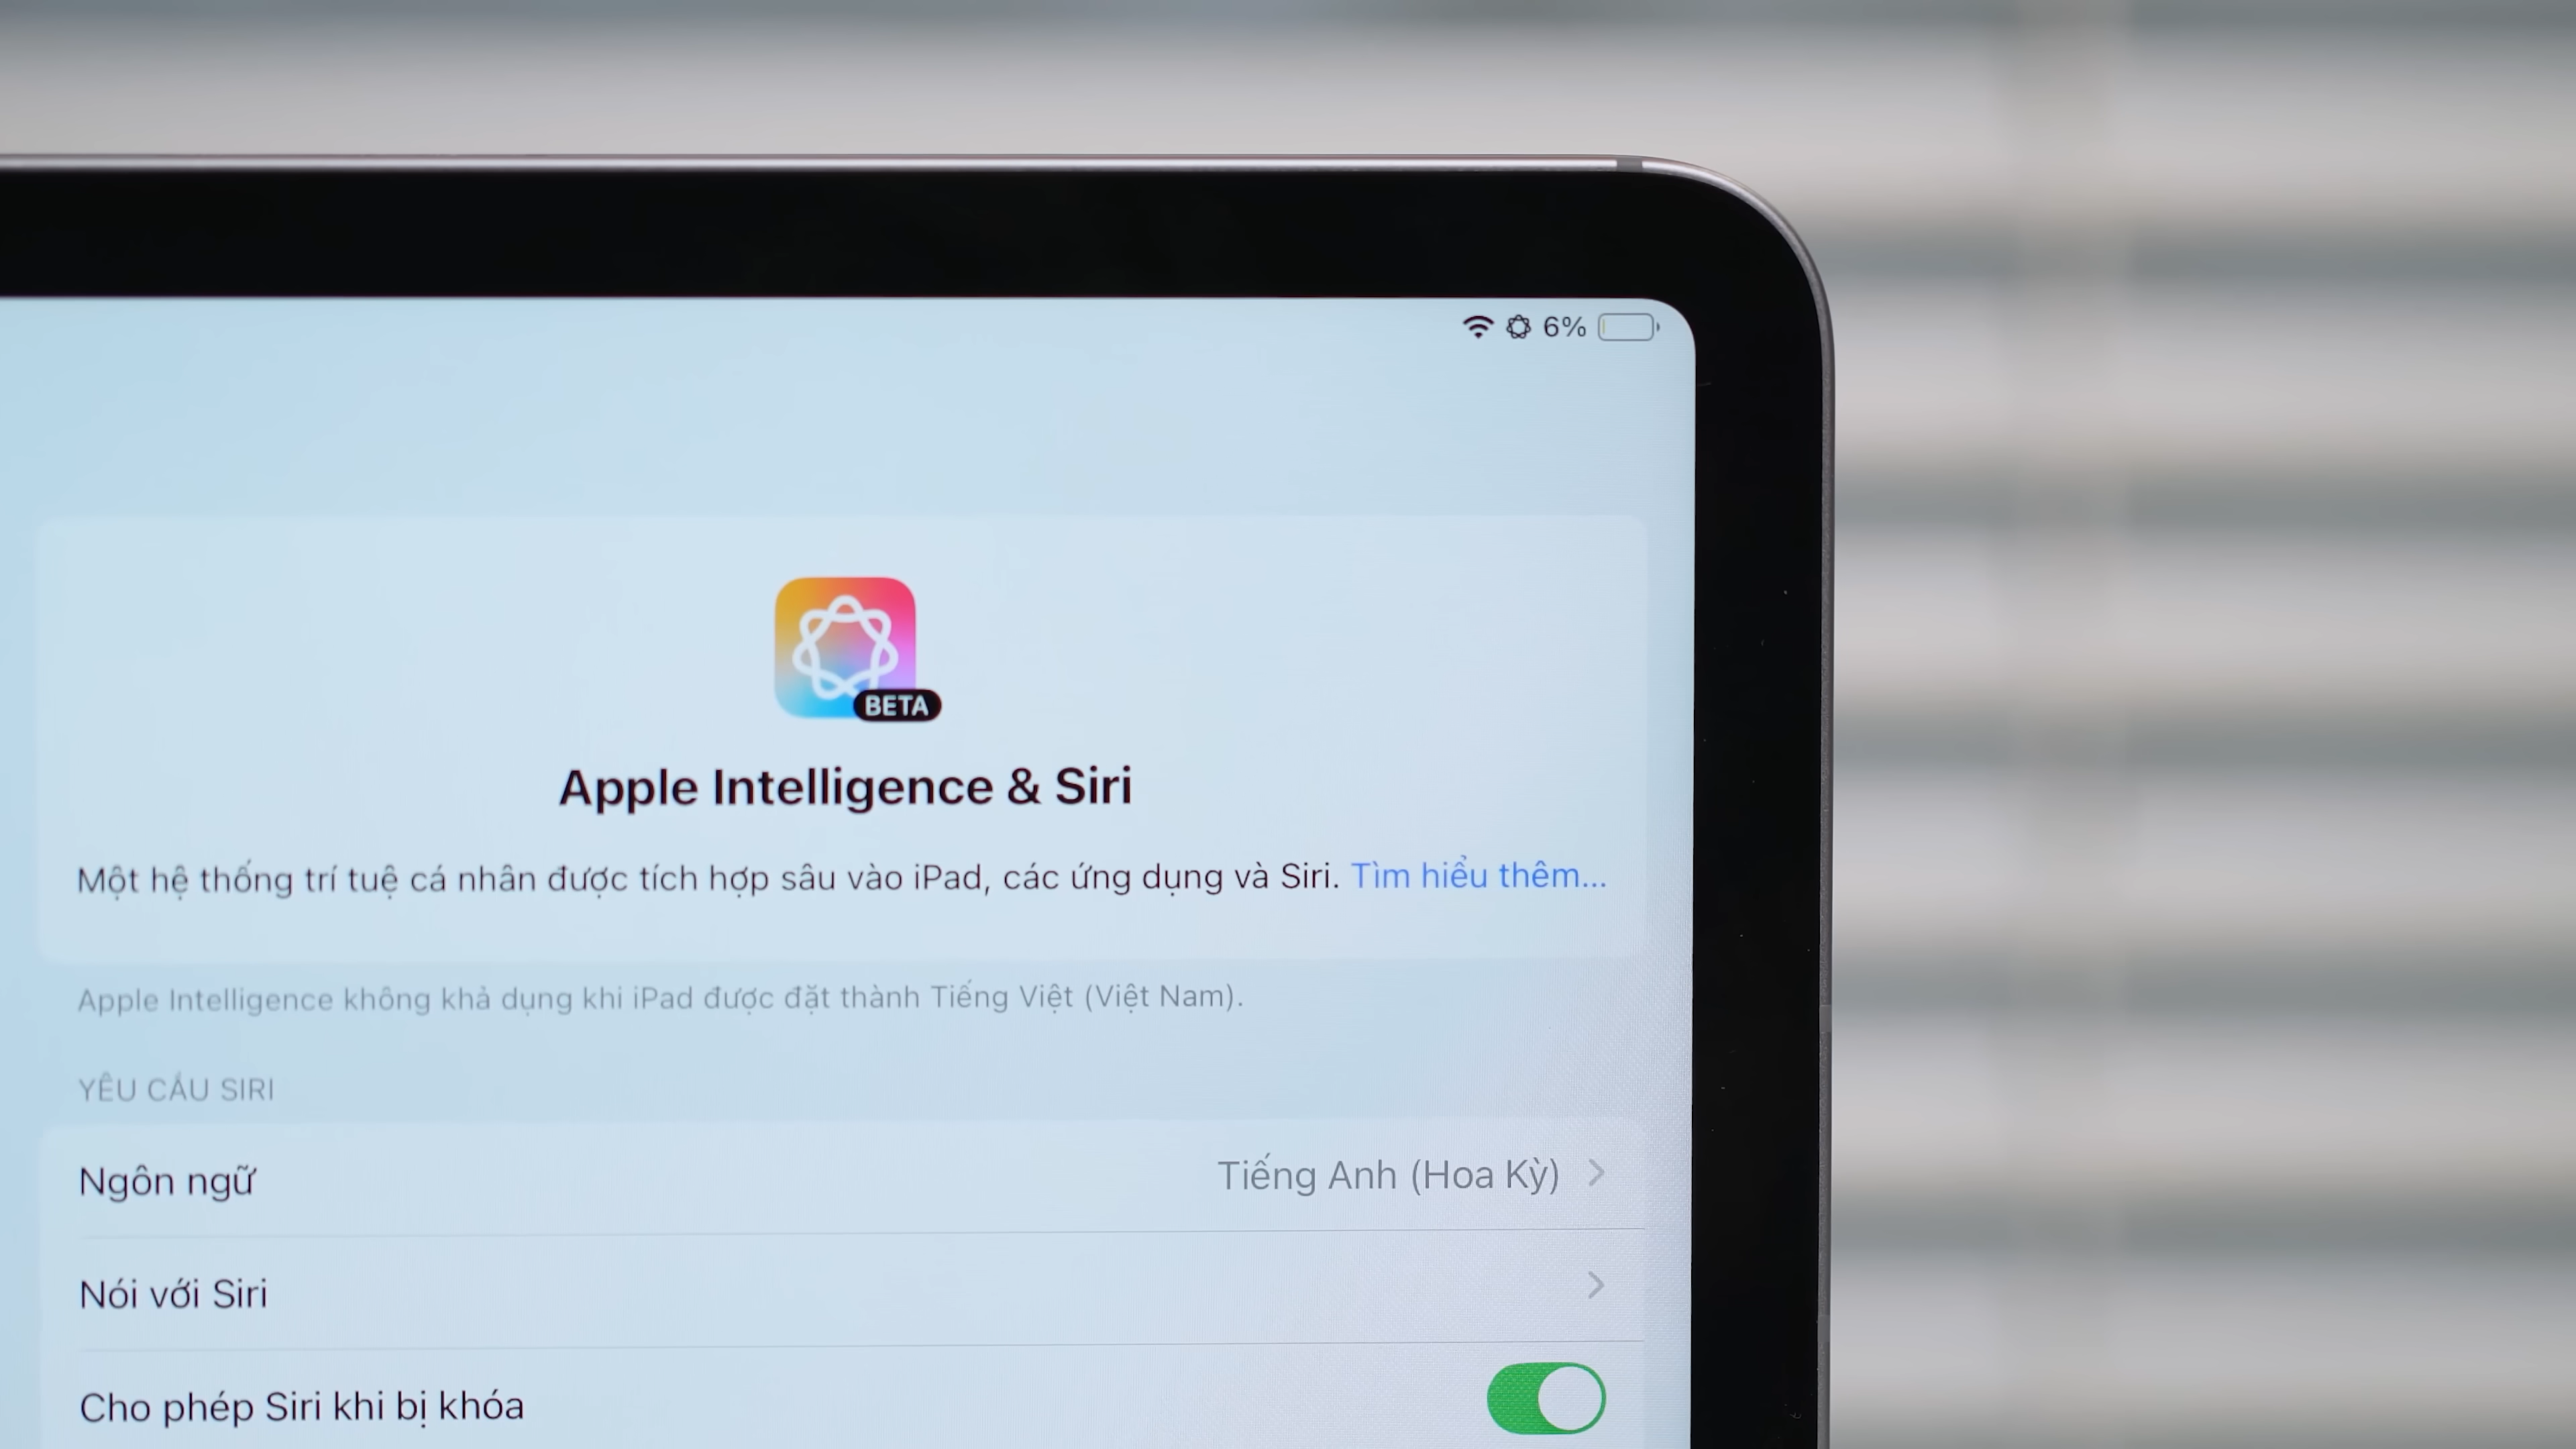 6%
BETA
Apple Intelligence & Siri
Một hệ thống trí tuệ cá nhân được tích hợp sâu vào iPad, các ứng dụng và Siri. Tìm hiểu thêm...
Apple Intelligence không khả dụng khi iPad được đặt thành Tiếng Việt (Việt Nam).
YÊU CẦU SIRI
Ngôn ngữ Tiếng Anh (Hoa Kỳ)
Nói với Siri
Cho phép Siri khi bị khóa